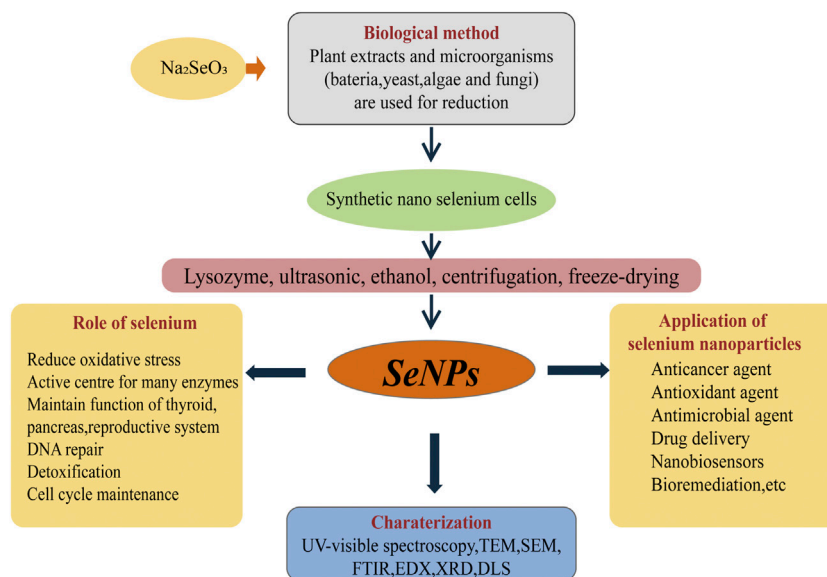 Na₂SeO₃
Biological method
Plant extracts and microorganisms
(bateria,yeast,algae and fungi)
are used for reduction
Synthetic nano selenium cells
Lysozyme, ultrasonic, ethanol, centrifugation, freeze-drying
Role of selenium
Reduce oxidative stress
Active centre for many enzymes
Maintain function of thyroid,
pancreas,reproductive system
DNA repair
Detoxification
Cell cycle maintenance
SeNPs
Application of
selenium nanoparticles
Anticancer agent
Antioxidant agent
Antimicrobial agent
Drug delivery
Nanobiosensors
Bioremediation,etc
Charaterization
UV-visible spectroscopy,TEM,SEM,
FTIR,EDX,XRD,DLS